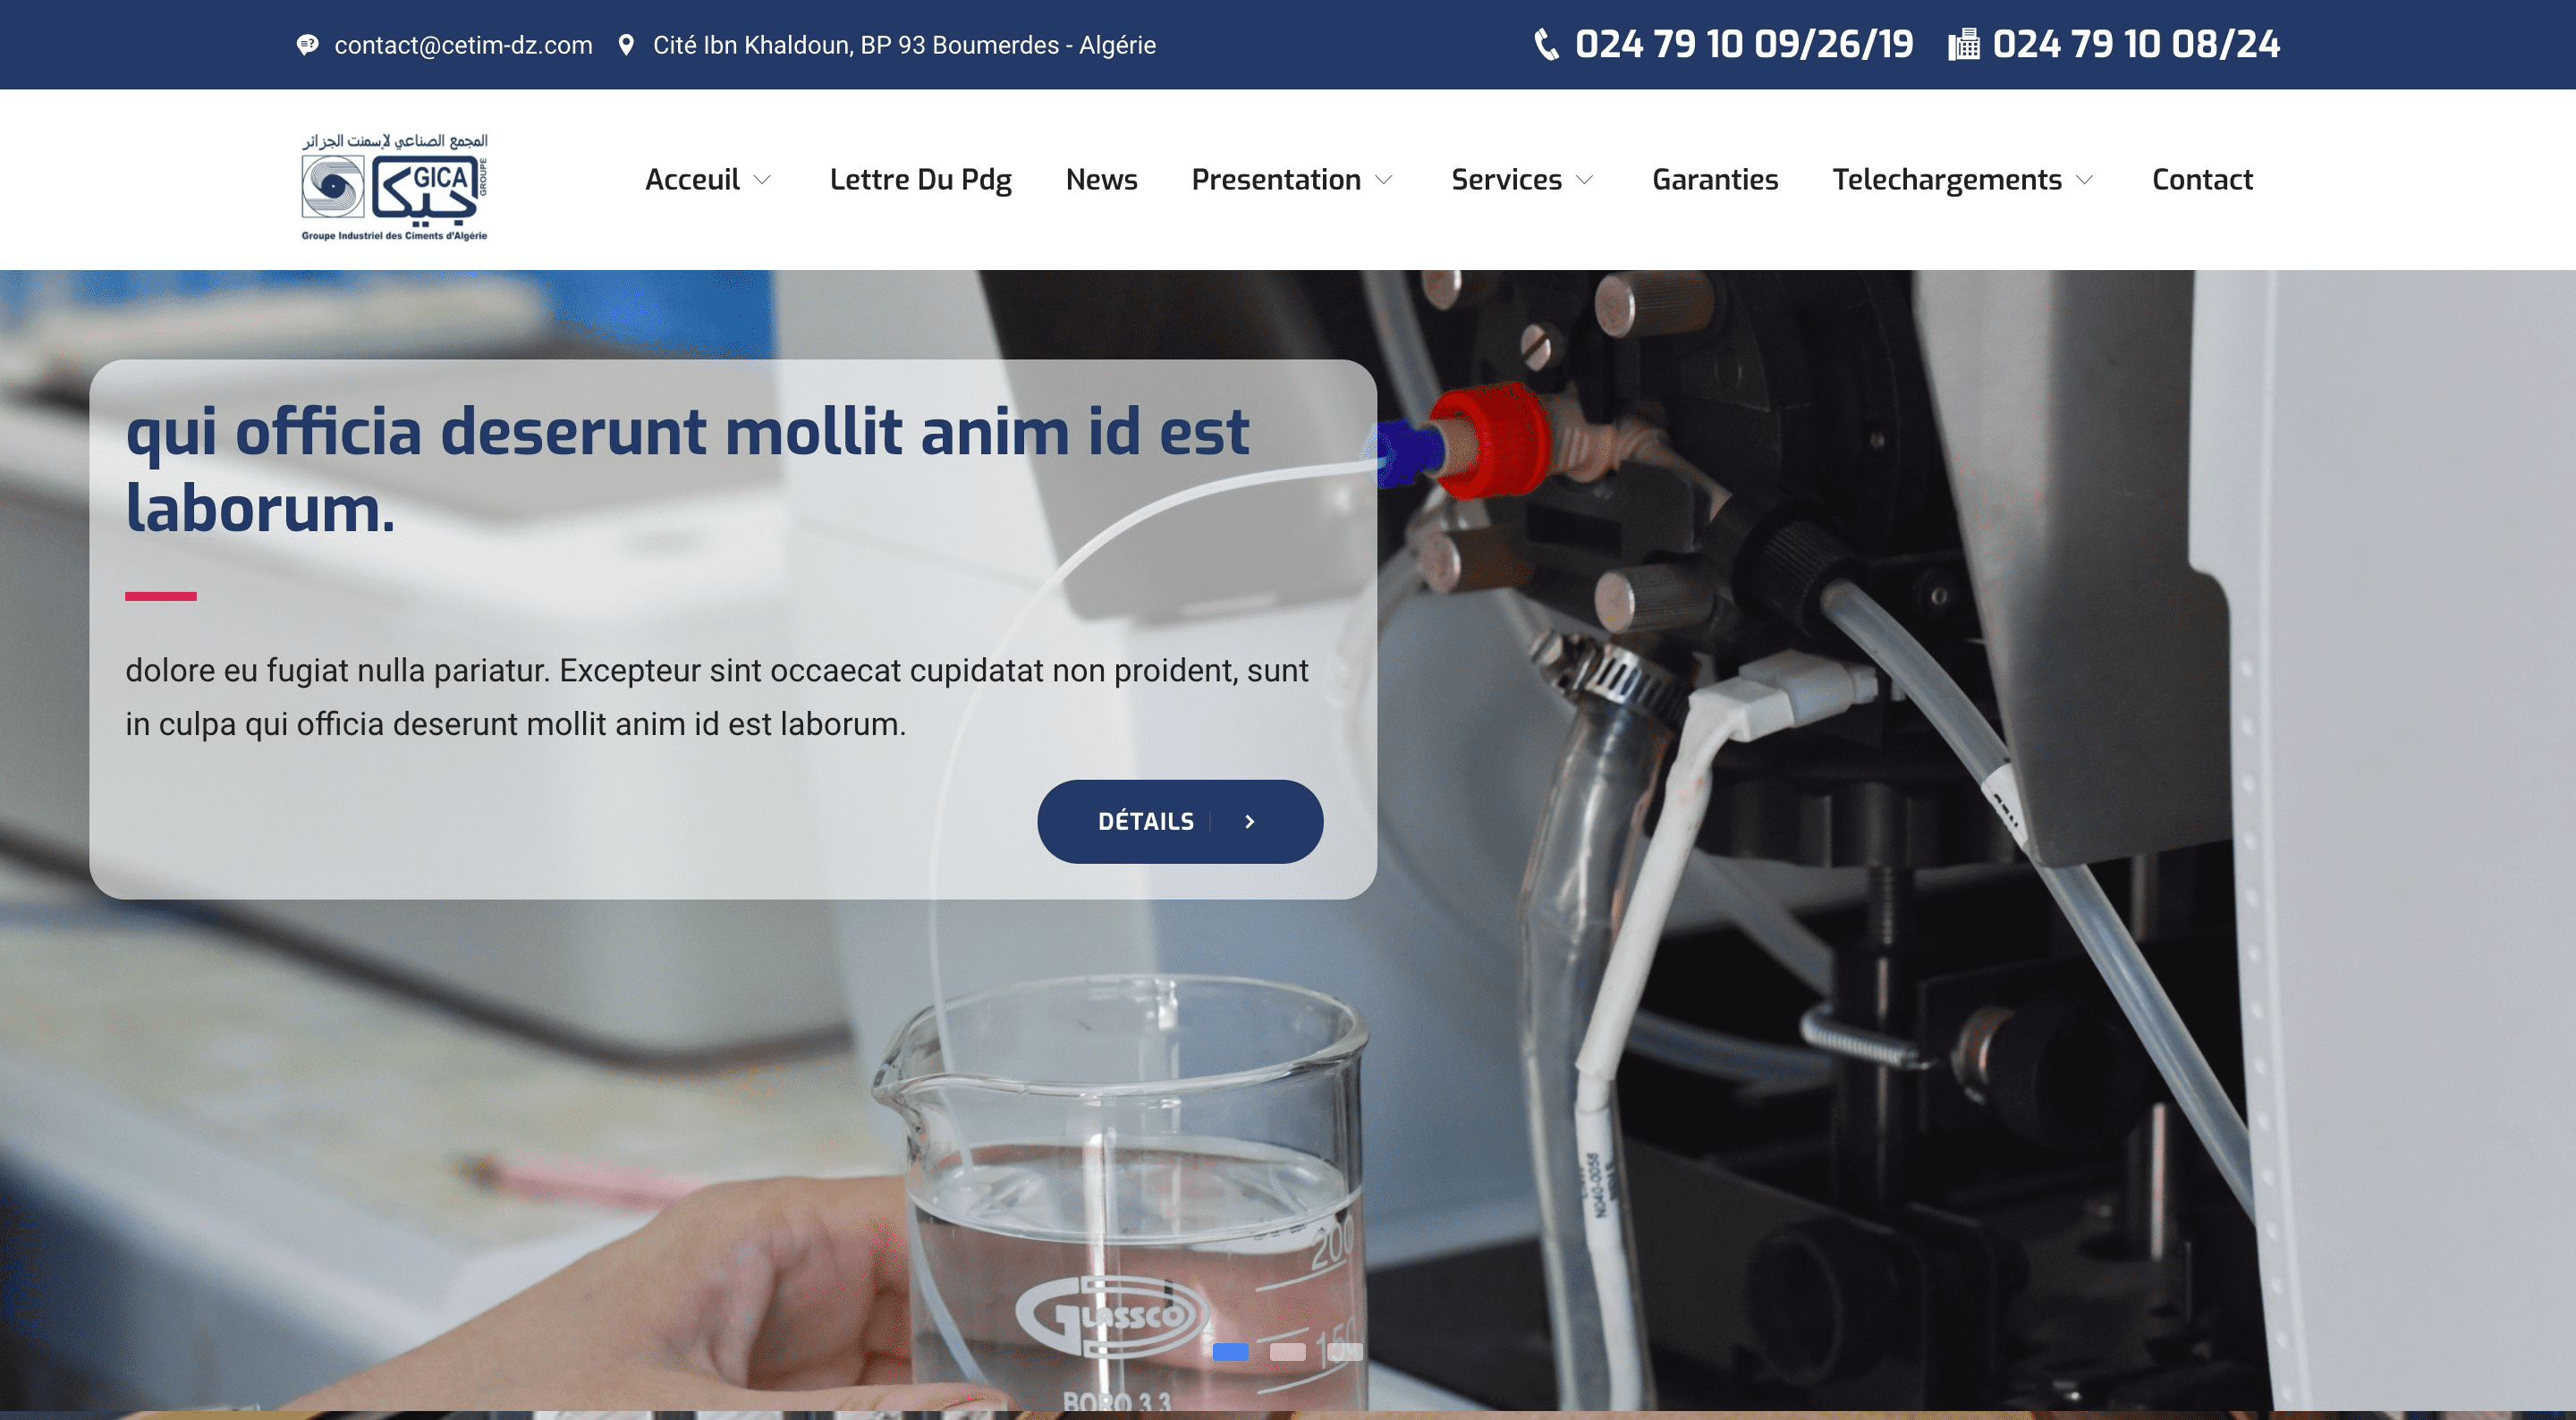 contact@cetim-dz.com
Cité Ibn Khaldoun, BP 93 Boumerdes - Algérie
024 79 10 09/26/19
024 79 10 08/24
المجمع الصناعي لإسمنت الجزائر
GICA
GROUPE
جيكا
Groupe Industriel des Ciments d'Algérie
Acceuil
Lettre Du Pdg
News
Presentation
Services
Garanties
Telechargements
Contact
qui officia deserunt mollit anim id est
laborum.
dolore eu fugiat nulla pariatur. Excepteur sint occaecat cupidatat non proident, sunt
in culpa qui officia deserunt mollit anim id est laborum.
DÉTAILS
N040-0058
200
GLASSCO
150
BORO 3.3